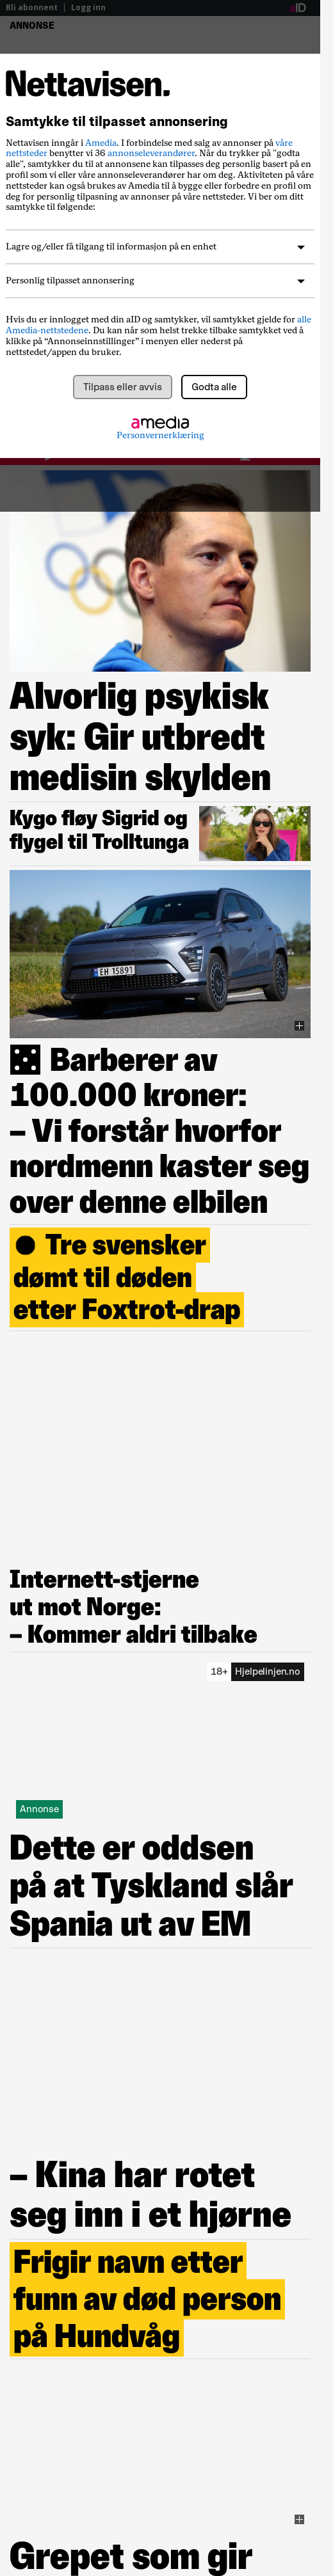 Bli abonnent | Logg inn
aID
ANNONSE
Nettavisen.
Samtykke til tilpasset annonsering
Nettavisen inngår i Amedia. I forbindelse med salg av annonser på våre
nettsteder benytter vi 36 annonseleverandører. Når du trykker på "godta
alle", samtykker du til at annonsene kan tilpasses deg personlig basert på en
profil som vi eller våre annonseleverandører har om deg. Aktiviteten på våre
nettsteder kan også brukes av Amedia til å bygge eller forbedre en profil om
deg for personlig tilpasning av annonser på våre nettsteder. Vi ber om ditt
samtykke til følgende:
Lagre og/eller få tilgang til informasjon på en enhet
Personlig tilpasset annonsering
Hvis du er innlogget med din aID og samtykker, vil samtykket gjelde for alle
Amedia-nettstedene. Du kan når som helst trekke tilbake samtykket ved å
klikke på “Annonseinnstillinger” i menyen eller nederst på
nettstedet/appen du bruker.
Tilpass eller avvis
Godta alle
amedia
Personvernerklæring
Alvorlig psykisk
syk: Gir utbredt
medisin skylden
Kygo fløy Sigrid og
flygel til Trolltunga
EH 15891
Barberer av
100.000 kroner:
– Vi forstår hvorfor
nordmenn kaster seg
over denne elbilen
Tre svensker
dømt til døden
etter Foxtrot-drap
Internett-stjerne
ut mot Norge:
– Kommer aldri tilbake
18+ Hjelpelinjen.no
Annonse
Dette er oddsen
på at Tyskland slår
Spania ut av EM
– Kina har rotet
seg inn i et hjørne
Frigir navn etter
funn av død person
på Hundvåg
Grepet som gir